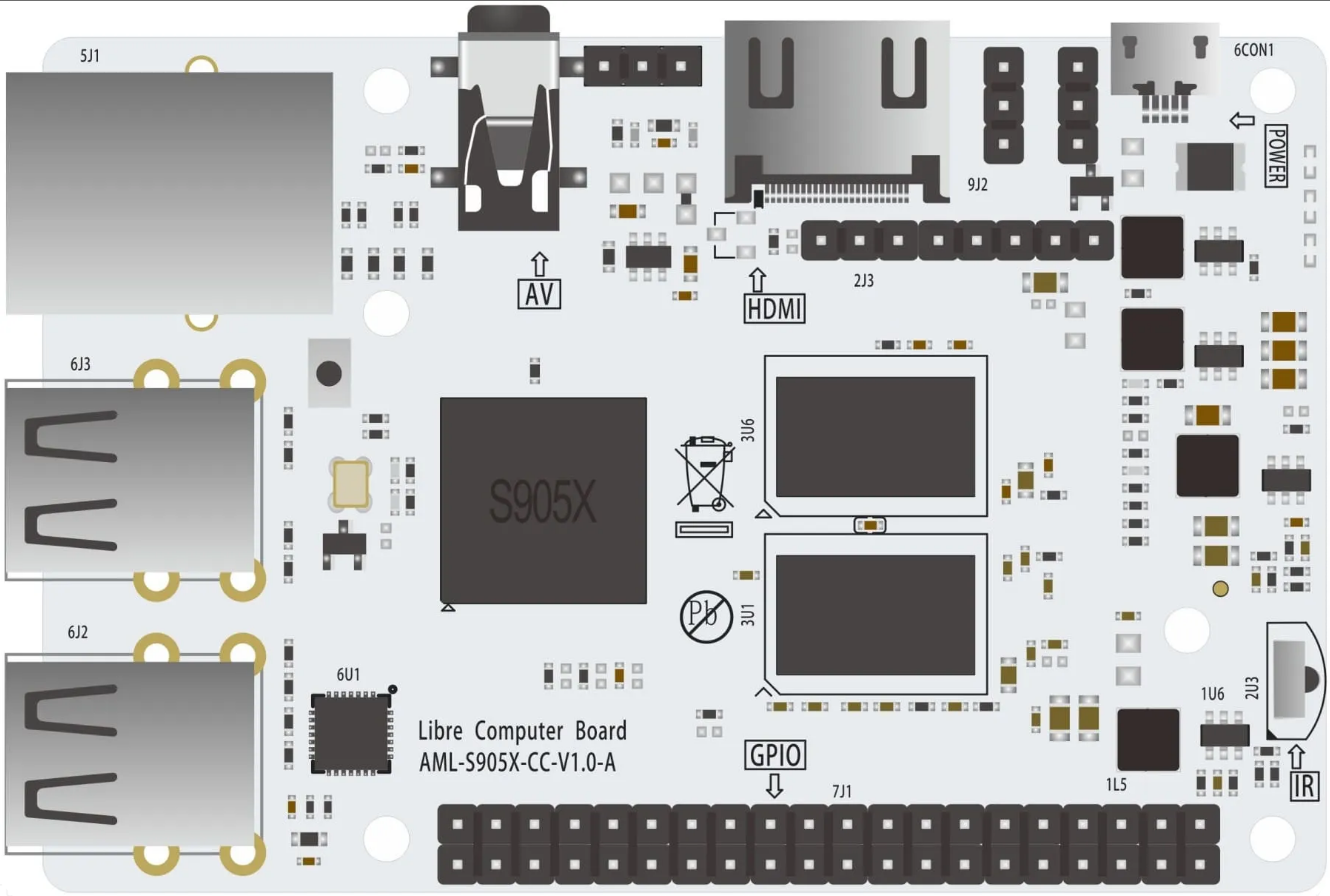 5J1
6CON1
POWER
9J2
2J3
AV
HDMI
6J3
3U6
S905X
3U1
Pb
6J2
6U1
1U6
2U3
Libre Computer Board
AML-S905X-CC-V1.0-A
GPIO
7J1
1L5
IR